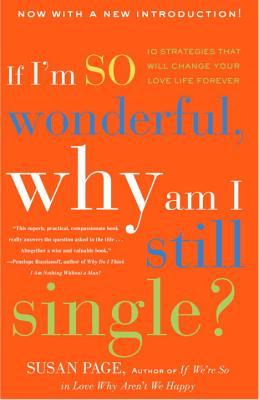 NOW WITH A NEW INTRODUCTION!
10 STRATEGIES THAT
WILL CHANGE YOUR
LOVE LIFE FOREVER
If I'm SO
wonderful,
why am I
still
single?
"This superb, practical, compassionate book
really answers the question asked in the title . . .
Altogether a wise and valuable book."
—Penelope Russianoff, author of Why Do I Think
I Am Nothing Without a Man?
SUSAN PAGE, AUTHOR OF If We're So
in Love Why Aren't We Happy